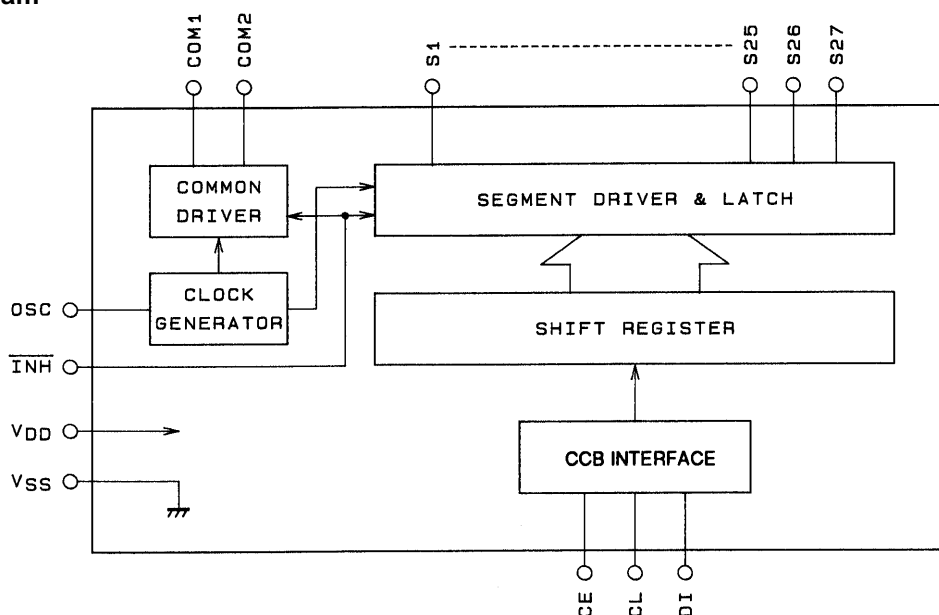 COM1
COM2
S1
S25
S26
S27
COMMON
DRIVER
SEGMENT DRIVER & LATCH
CLOCK
GENERATOR
OSC
SHIFT REGISTER
INH
VDD
CCB INTERFACE
VSS
CE
CL
DI